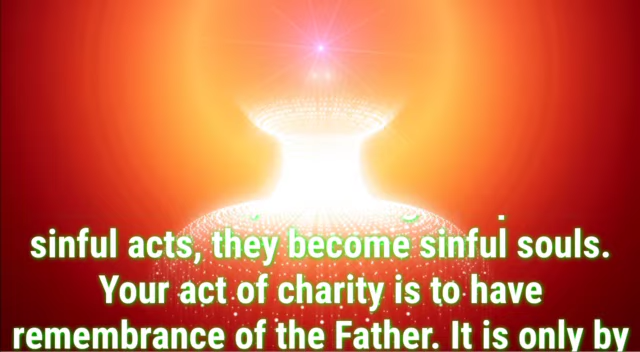 sinful acts, they become sinful souls.
Your act of charity is to have
remembrance of the Father. It is only by